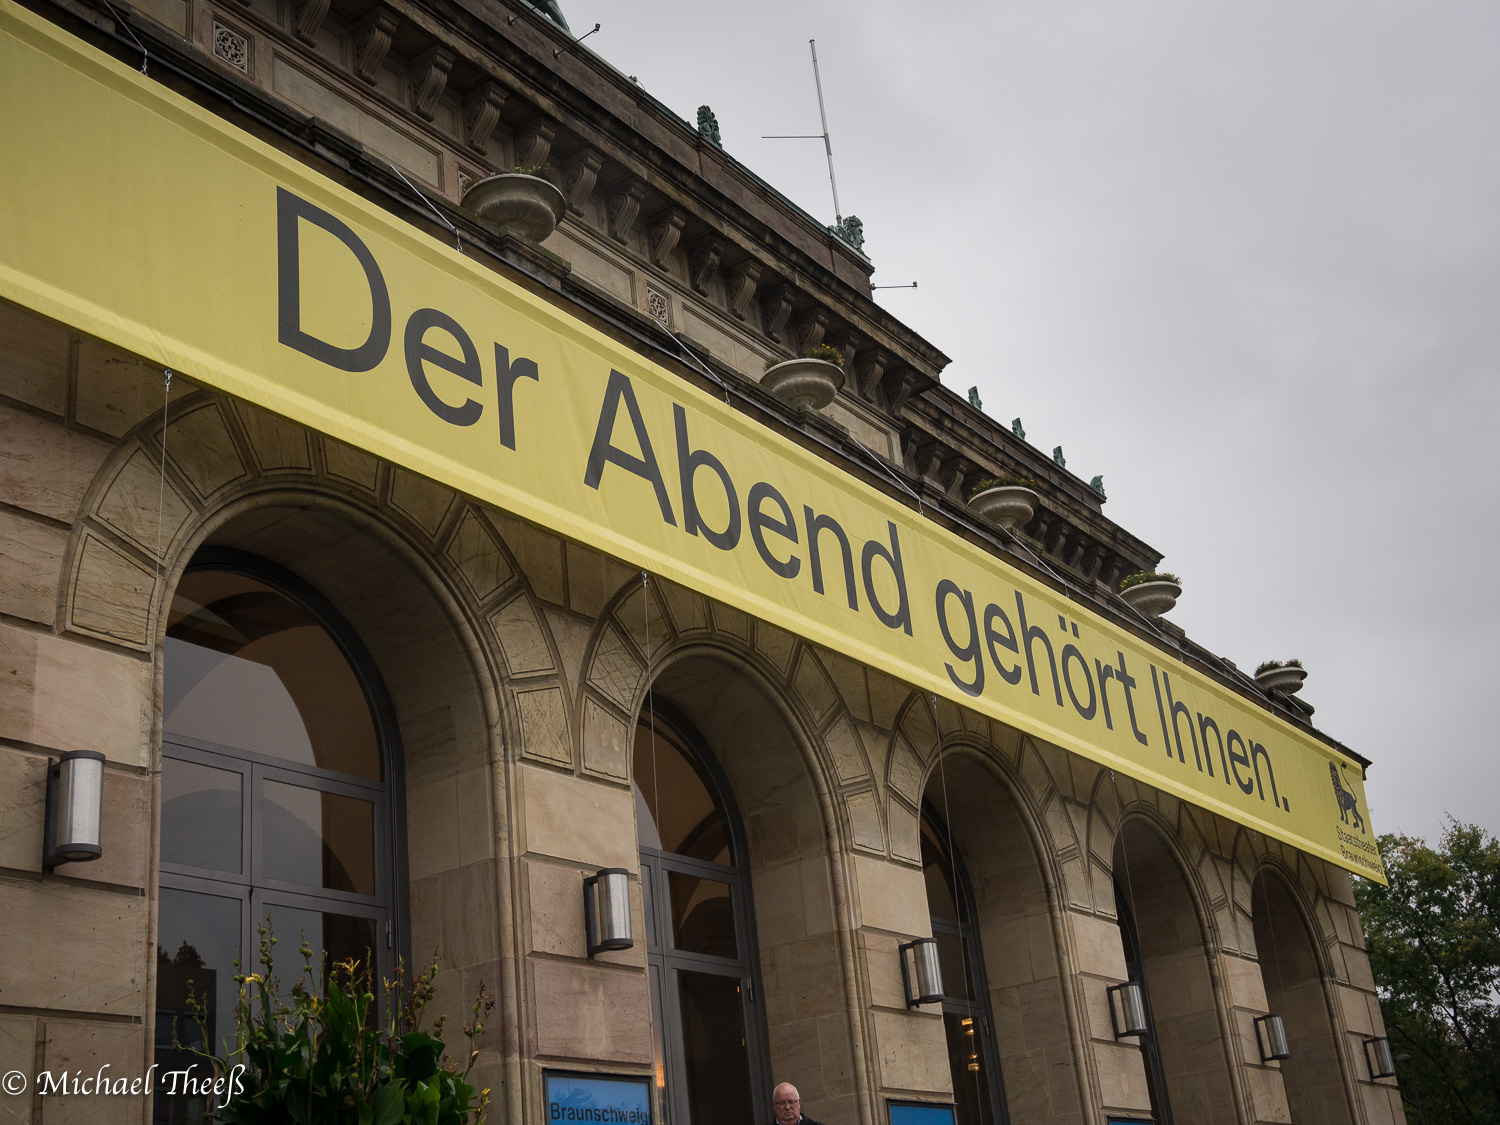 Der Abend gehört Ihnen.
Staatstheater
Braunschweig
Braunschweig
© Michael Theeß